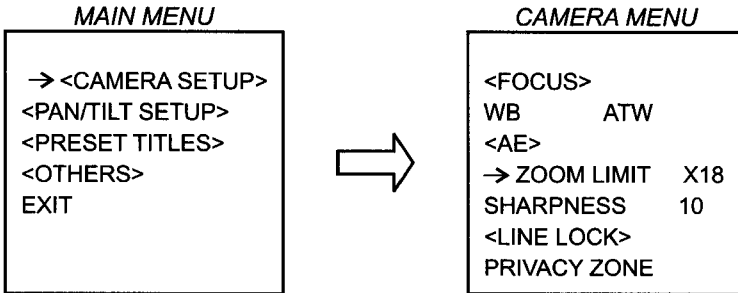 MAIN MENU
→ <CAMERA SETUP>
<PAN/TILT SETUP>
<PRESET TITLES>
<OTHERS>
EXIT
CAMERA MENU
<FOCUS>
WB ATW
<AE>
→ ZOOM LIMIT X18
SHARPNESS 10
<LINE LOCK>
PRIVACY ZONE